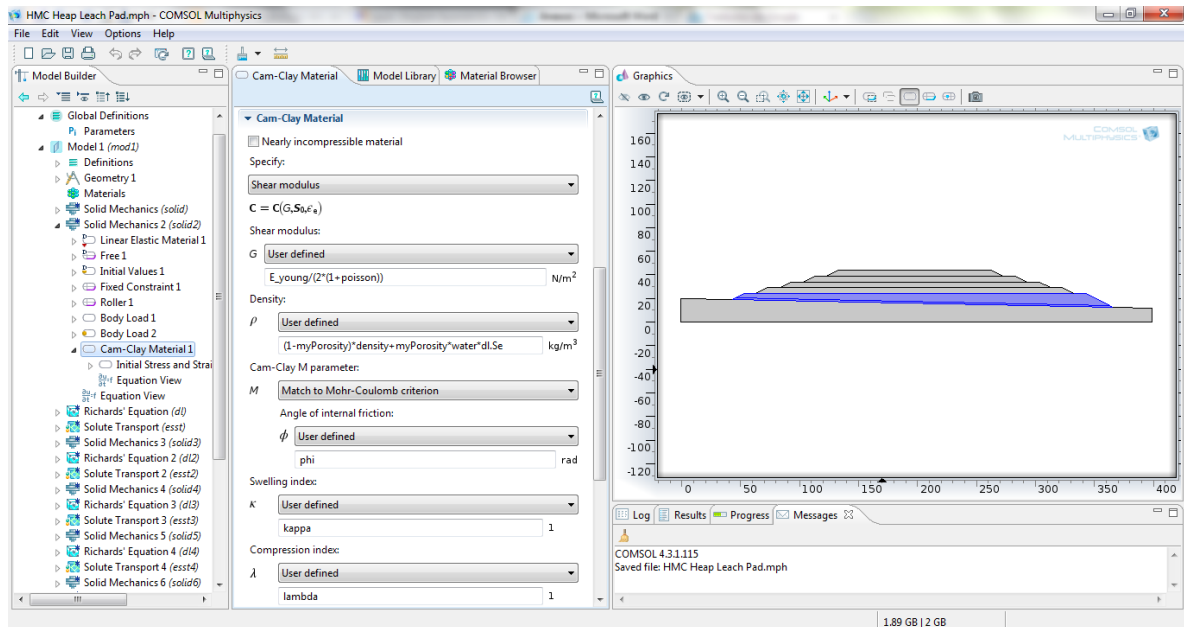 HMC Heap Leach Pad.mph - COMSOL Multiphysics
File Edit View Options Help
Model Builder
Global Definitions
Pi Parameters
Model 1 (mod1)
Definitions
Geometry 1
Materials
Solid Mechanics (solid)
Solid Mechanics 2 (solid2)
Linear Elastic Material 1
Free 1
Initial Values 1
Fixed Constraint 1
Roller 1
Body Load 1
Body Load 2
Cam-Clay Material 1
Initial Stress and Strai
Equation View
Equation View
Richards' Equation (dl)
Solute Transport (esst)
Solid Mechanics 3 (solid3)
Richards' Equation 2 (dl2)
Solute Transport 2 (esst2)
Solid Mechanics 4 (solid4)
Richards' Equation 3 (dl3)
Solute Transport 3 (esst3)
Solid Mechanics 5 (solid5)
Richards' Equation 4 (dl4)
Solute Transport 4 (esst4)
Solid Mechanics 6 (solid6)
Cam-Clay Material Model Library Material Browser
Cam-Clay Material
Nearly incompressible material
Specify:
Shear modulus
C = C(G,S₀,ε_e)
Shear modulus:
G User defined
E_young/(2*(1+poisson)) N/m²
Density:
ρ User defined
(1-myPorosity)*density+myPorosity*water*dl.Se kg/m³
Cam-Clay M parameter:
M Match to Mohr-Coulomb criterion
Angle of internal friction:
ϕ User defined
phi rad
Swelling index:
κ User defined
kappa 1
Compression index:
λ User defined
lambda 1
Graphics
COMSOL
MULTIPHYSICS
160
140
120
100
80
60
40
20
0
-20
-40
-60
-80
-100
-120
0 50 100 150 200 250 300 350 400
Log Results Progress Messages
COMSOL 4.3.1.115
Saved file: HMC Heap Leach Pad.mph
1.89 GB | 2 GB